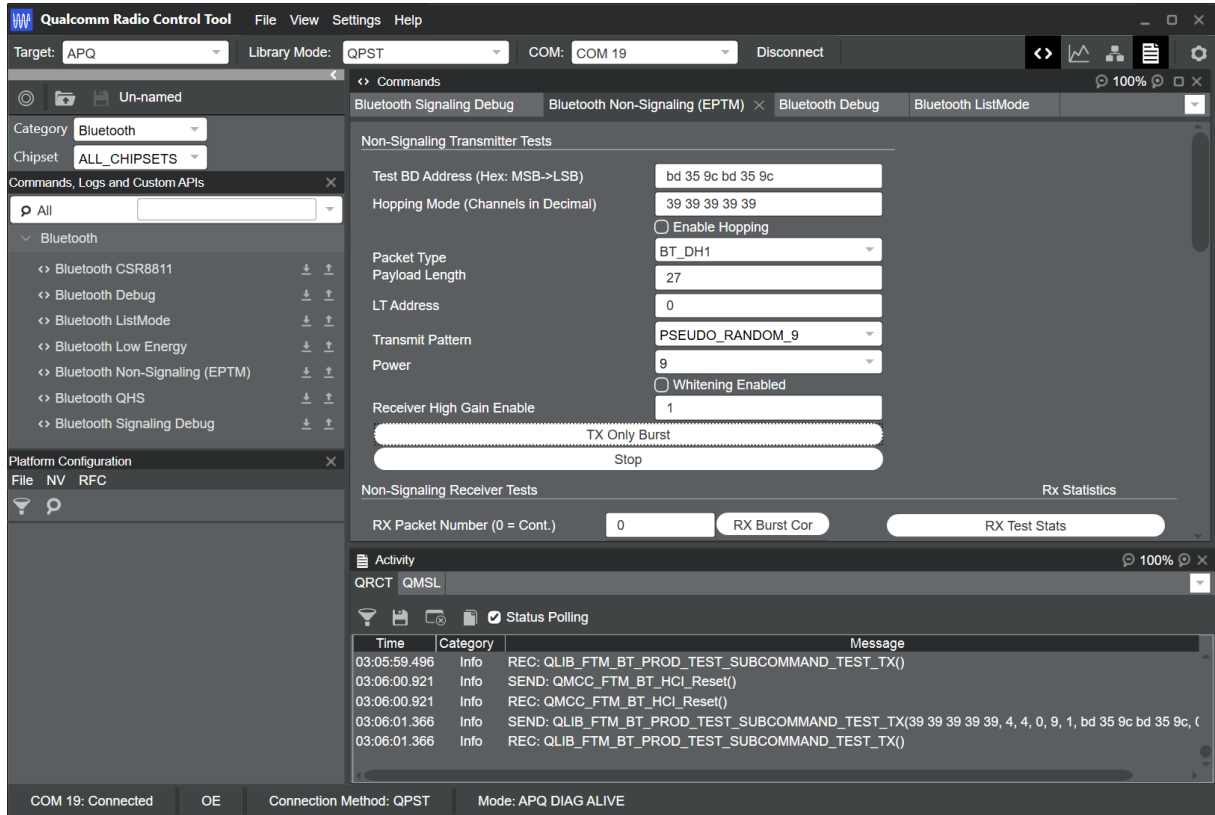 Qualcomm Radio Control Tool File View Settings Help
Target: APQ Library Mode: QPST COM: COM 19 Disconnect
Un-named
Category Bluetooth
Chipset ALL_CHIPSETS
Commands, Logs and Custom APIs
All
Bluetooth
<> Bluetooth CSR8811
<> Bluetooth Debug
<> Bluetooth ListMode
<> Bluetooth Low Energy
<> Bluetooth Non-Signaling (EPTM)
<> Bluetooth QHS
<> Bluetooth Signaling Debug
Platform Configuration
File NV RFC
<> Commands 100%
Bluetooth Signaling Debug Bluetooth Non-Signaling (EPTM) Bluetooth Debug Bluetooth ListMode
Non-Signaling Transmitter Tests
Test BD Address (Hex: MSB->LSB) bd 35 9c bd 35 9c
Hopping Mode (Channels in Decimal) 39 39 39 39 39
Enable Hopping
Packet Type BT_DH1
Payload Length 27
LT Address 0
Transmit Pattern PSEUDO_RANDOM_9
Power 9
Whitening Enabled
Receiver High Gain Enable 1
TX Only Burst
Stop
Non-Signaling Receiver Tests Rx Statistics
RX Packet Number (0 = Cont.) 0 RX Burst Cor RX Test Stats
Activity 100%
QRCT QMSL
Status Polling
Time Category Message
03:05:59.496 Info REC: QLIB_FTM_BT_PROD_TEST_SUBCOMMAND_TEST_TX()
03:06:00.921 Info SEND: QMCC_FTM_BT_HCI_Reset()
03:06:00.921 Info REC: QMCC_FTM_BT_HCI_Reset()
03:06:01.366 Info SEND: QLIB_FTM_BT_PROD_TEST_SUBCOMMAND_TEST_TX(39 39 39 39 39, 4, 4, 0, 9, 1, bd 35 9c bd 35 9c,
03:06:01.366 Info REC: QLIB_FTM_BT_PROD_TEST_SUBCOMMAND_TEST_TX()
COM 19: Connected OE Connection Method: QPST Mode: APQ DIAG ALIVE